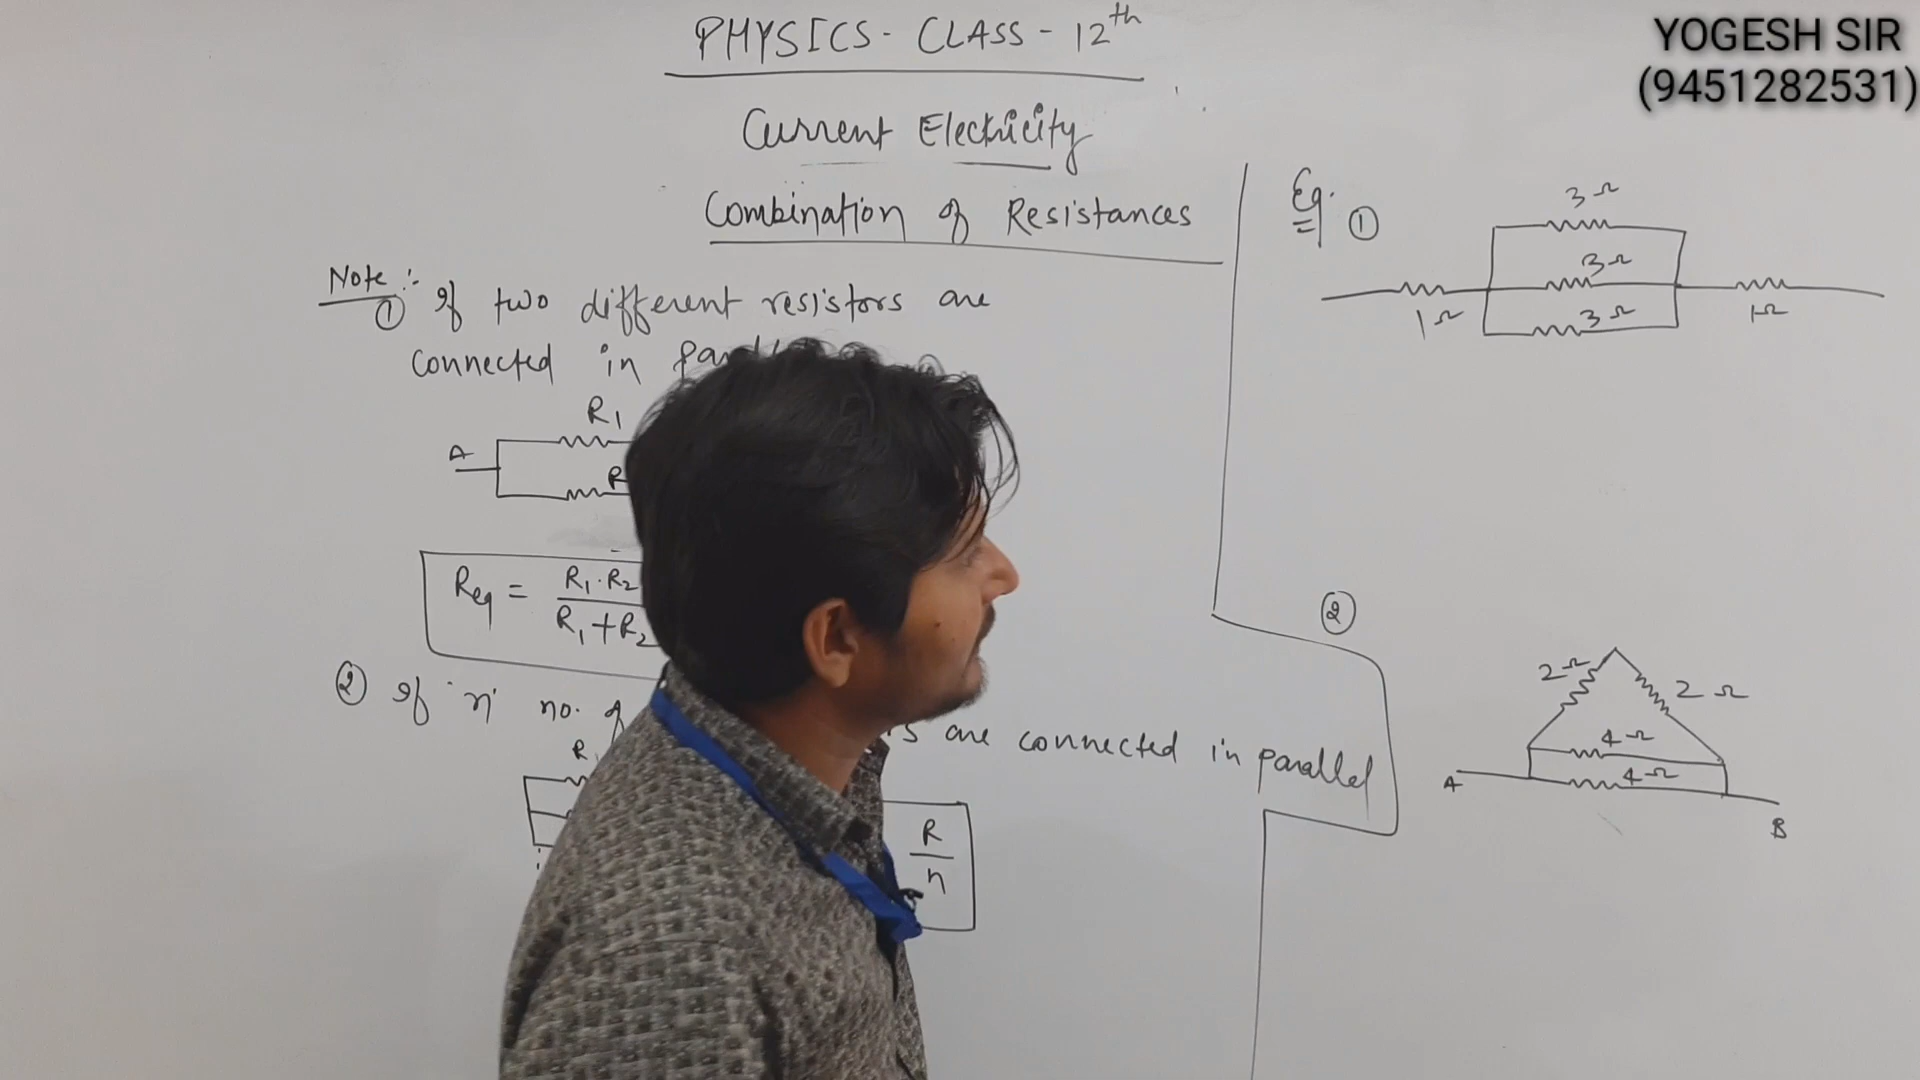 PHYSICS - CLASS - 12th
YOGESH SIR
(9451282531)
Current Electricity
Combination of Resistances
Note :-
① If two different resistors are
connected in
R1
A
R
Req = R1.R2 / R1+R2
② If 'n' no. of
are connected in parallel
R
R/n
Eg. ①
3Ω
3Ω
3Ω
1Ω
1Ω
②
2Ω
2Ω
4Ω
4Ω
A
B